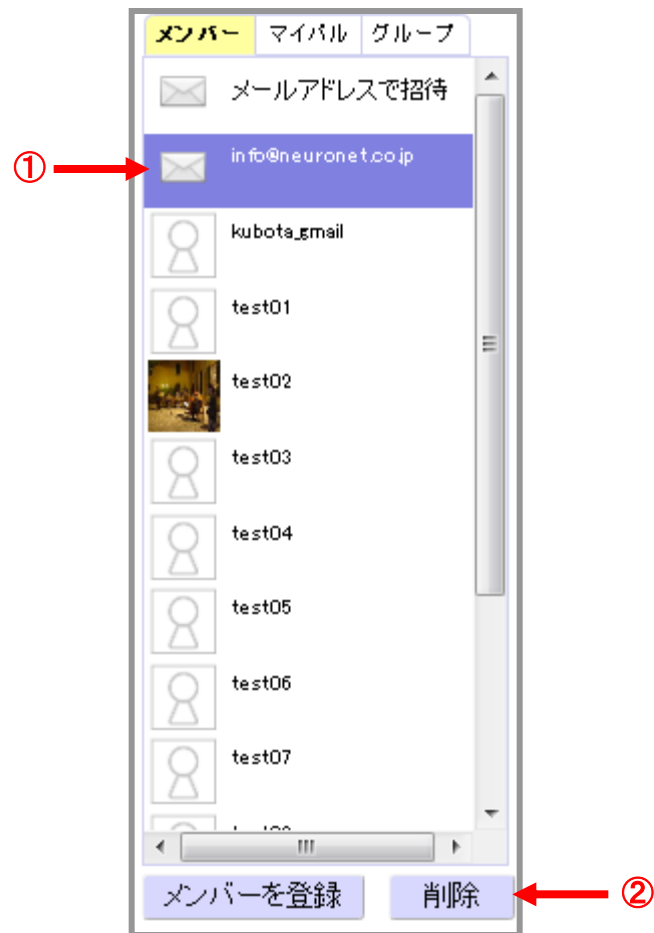 メンバー マイパル グループ
メールアドレスで招待
① info@neuronet.co.jp
kubota_gmail
test01
test02
test03
test04
test05
test06
test07
メンバーを登録 削除 ②